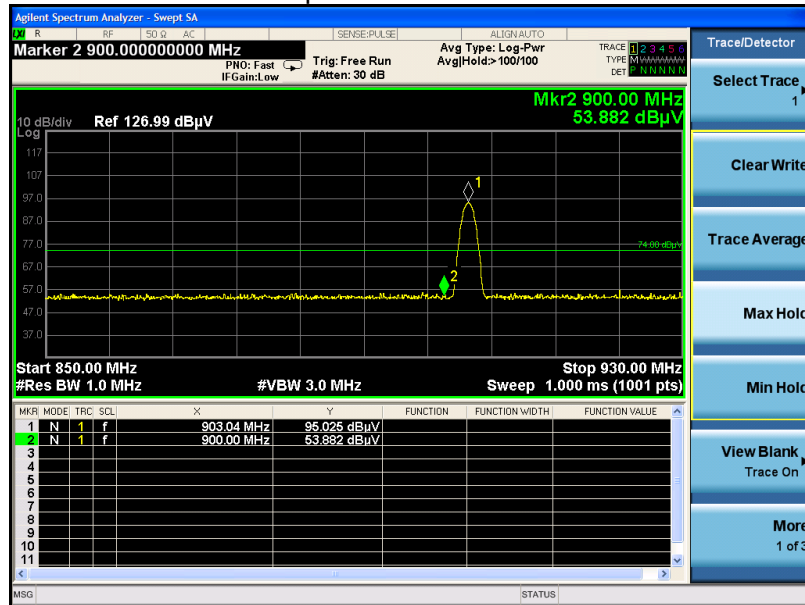 Agilent Spectrum Analyzer - Swept SA
LXI R RF 50 Ω AC SENSE:PULSE ALIGN AUTO
Marker 2 900.000000000 MHz
PNO: Fast
IFGain:Low
Trig: Free Run
#Atten: 30 dB
Avg Type: Log-Pwr
Avg|Hold:>100/100
TRACE 1 2 3 4 5 6
TYPE M W W W W W
DET P N N N N N
Mkr2 900.00 MHz
53.882 dBµV
10 dB/div Ref 126.99 dBµV
Log
117
107
97.0
87.0
77.0
67.0
57.0
47.0
37.0
1
74.00 dBµV
2
Start 850.00 MHz Stop 930.00 MHz
#Res BW 1.0 MHz #VBW 3.0 MHz Sweep 1.000 ms (1001 pts)
MKR MODE TRC SCL X Y FUNCTION FUNCTION WIDTH FUNCTION VALUE
1 N 1 f 903.04 MHz 95.025 dBµV
2 N 1 f 900.00 MHz 53.882 dBµV
3
4
5
6
7
8
9
10
11
MSG STATUS
Trace/Detector
Select Trace
1
Clear Write
Trace Average
Max Hold
Min Hold
View Blank
Trace On
More
1 of 3